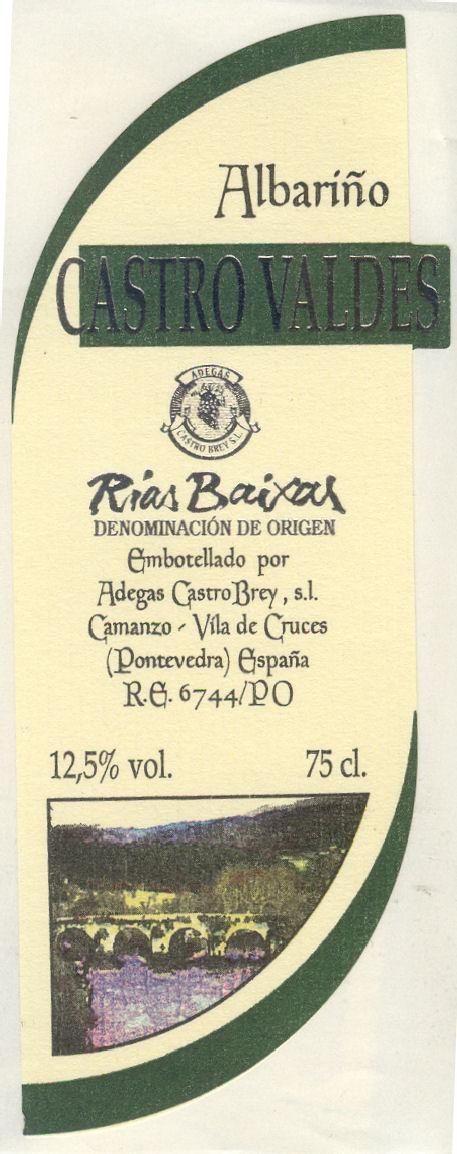 Albariño
CASTRO VALDES
ADEGAS
CASTRO BREY S.L.
Rías Baixas
DENOMINACIÓN DE ORIGEN
Embotellado por
Adegas Castro Brey, s.l.
Camanzo - Vila de Cruces
(Pontevedra) España
R.E. 6744/PO
12,5% vol. 75 cl.